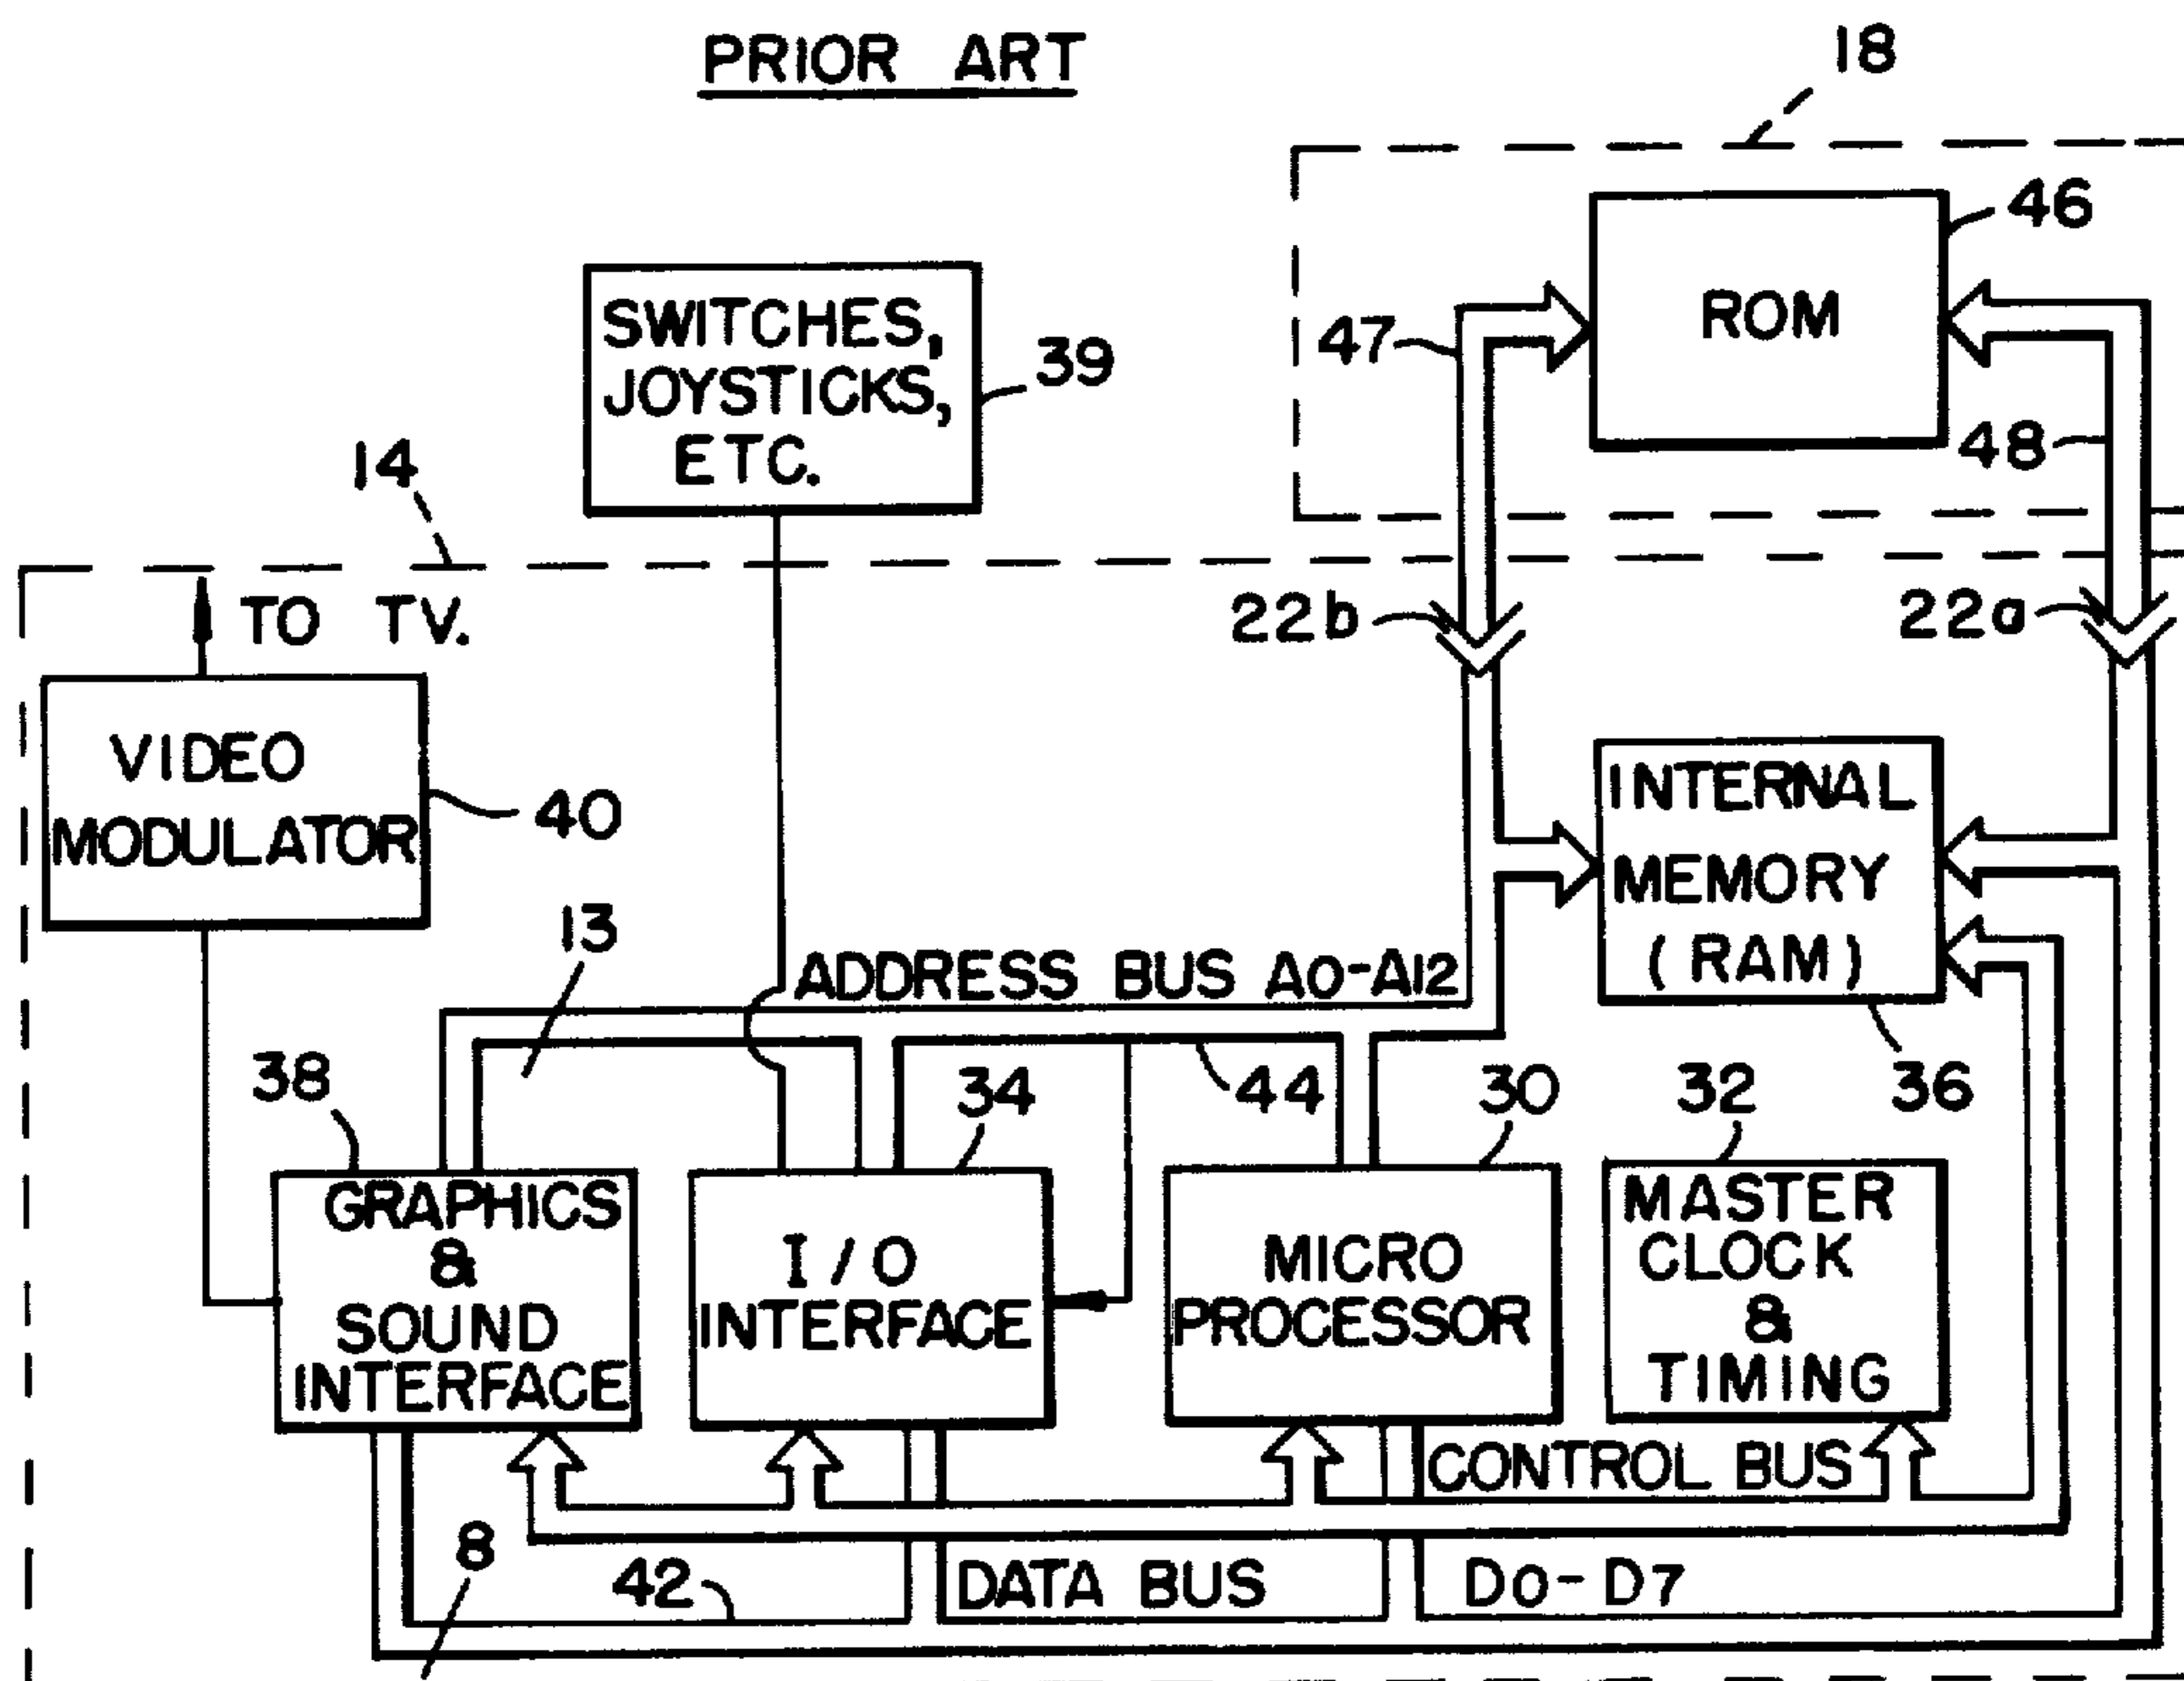 PRIOR ART
18
46
ROM
47
48
SWITCHES,
JOYSTICKS,
ETC.
39
14
TO TV.
22b
22a
VIDEO
MODULATOR
40
INTERNAL
MEMORY
(RAM)
13
ADDRESS BUS A0-A12
38
34
44
30
32
36
GRAPHICS
&
SOUND
INTERFACE
I/O
INTERFACE
MICRO
PROCESSOR
MASTER
CLOCK
&
TIMING
CONTROL BUS
8
42
DATA BUS D0-D7